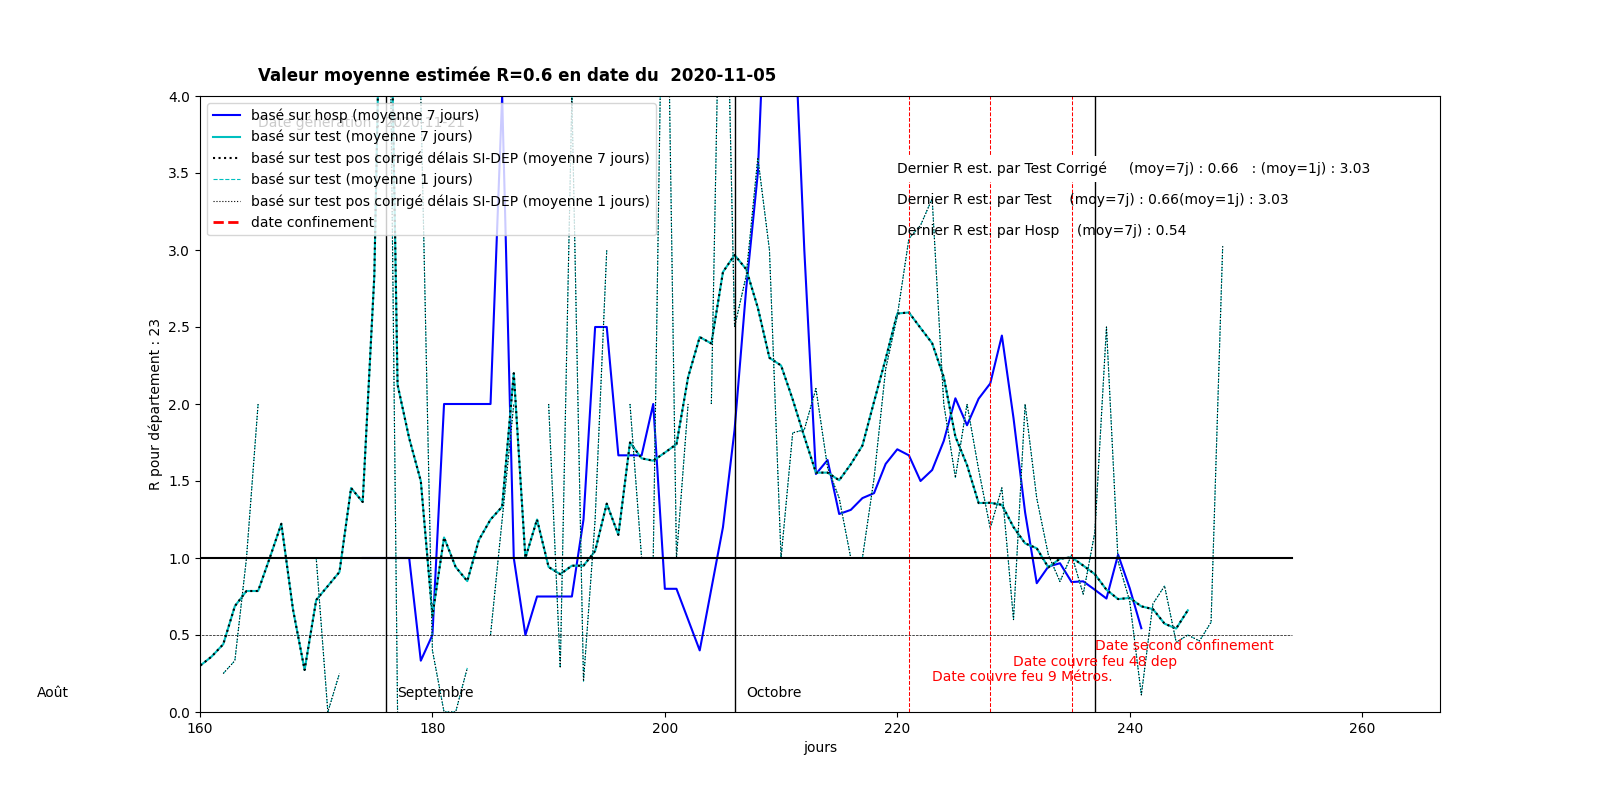 Valeur moyenne estimée R=0.6 en date du  2020-11-05
Date génération : 2020-11-21
basé sur hosp (moyenne 7 jours)
basé sur test (moyenne 7 jours)
basé sur test pos corrigé délais SI-DEP (moyenne 7 jours)
basé sur test (moyenne 1 jours)
basé sur test pos corrigé délais SI-DEP (moyenne 1 jours)
date confinement
Dernier R est. par Test Corrigé (moy=7j) : 0.66 : (moy=1j) : 3.03
Dernier R est. par Test (moy=7j) : 0.66(moy=1j) : 3.03
Dernier R est. par Hosp (moy=7j) : 0.54
R pour département : 23
4.0
3.5
3.0
2.5
2.0
1.5
1.0
0.5
0.0
Date second confinement
Date couvre feu 48 dep
Date couvre feu 9 Métros.
Août Septembre Octobre
160 180 200 220 240 260
jours